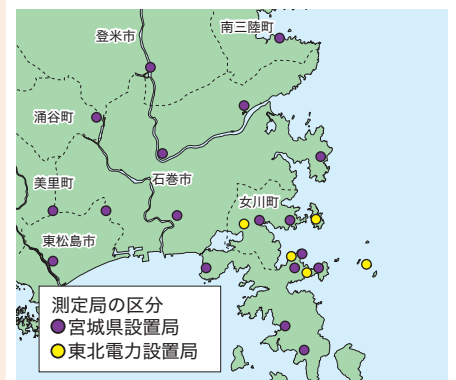 南三陸町
登米市
涌谷町
石巻市
美里町
女川町
東松島市
測定局の区分
宮城県設置局
東北電力設置局